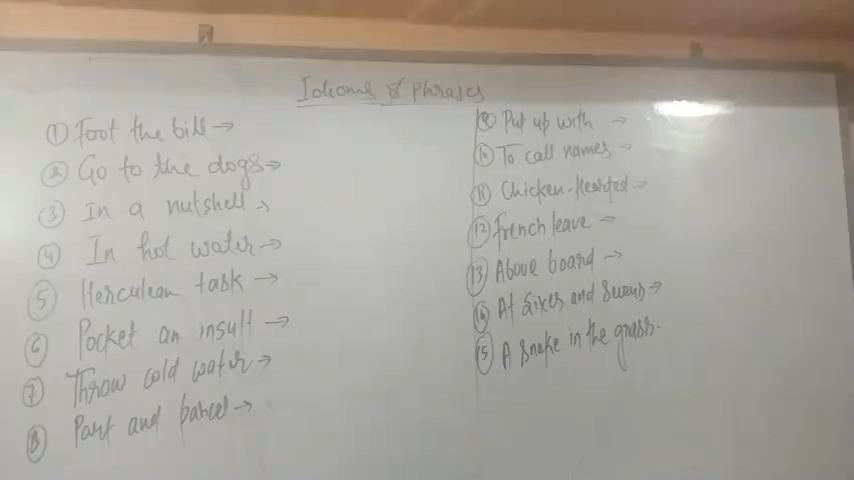 Idioms & Phrases
① Foot the bill →
② Go to the dogs →
③ In a nutshell →
④ In hot water →
⑤ Herculean task →
⑥ Pocket an insult →
⑦ Throw cold water →
⑧ Part and parcel →
⑨ Put up with →
⑩ To call names →
⑪ Chicken-Hearted →
⑫ French leave →
⑬ Above board →
⑭ At sixes and sevens →
⑮ A snake in the grass.